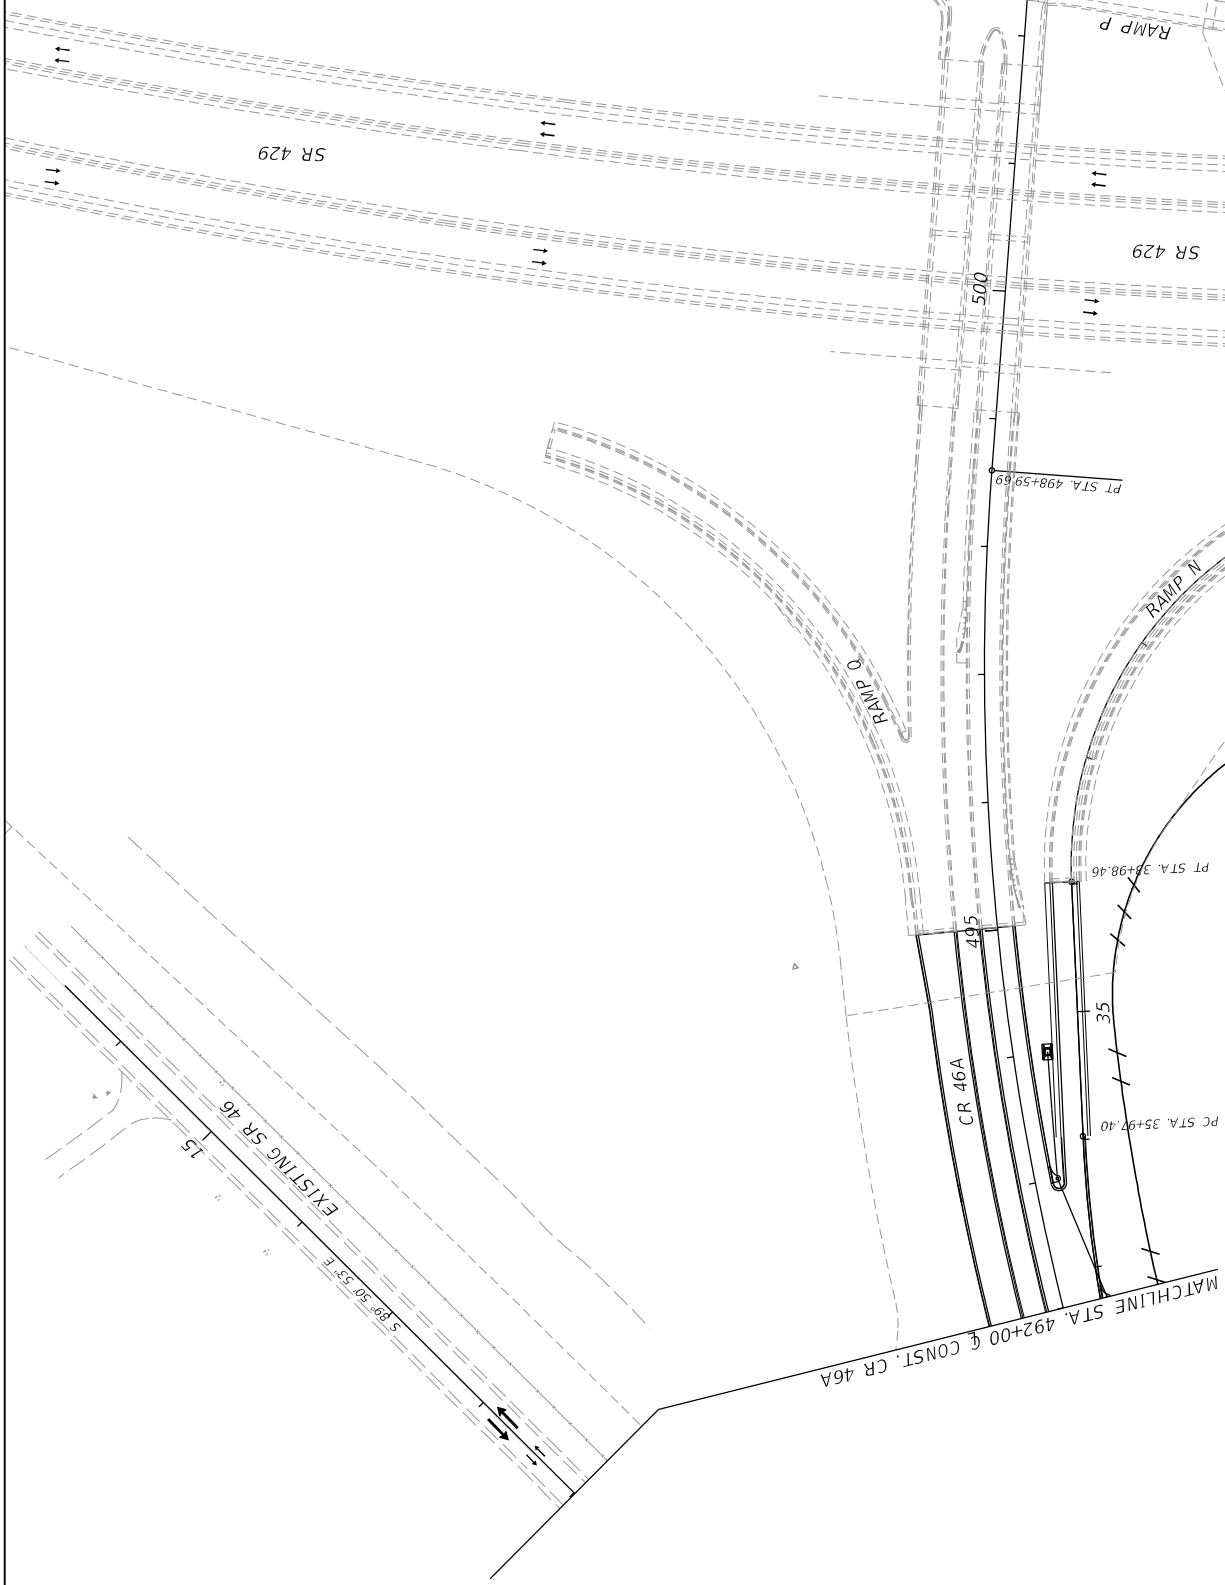 RAMP P
SR 429
SR 429
500
PT STA. 498+59.69
RAMP N
RAMP Q
PT STA. 38+98.46
495
35
CR 46A
PC STA. 35+97.40
EXISTING SR 46
15
S 89° 50' 53" E
MATCHLINE STA. 492+00 ℄ CONST. CR 46A